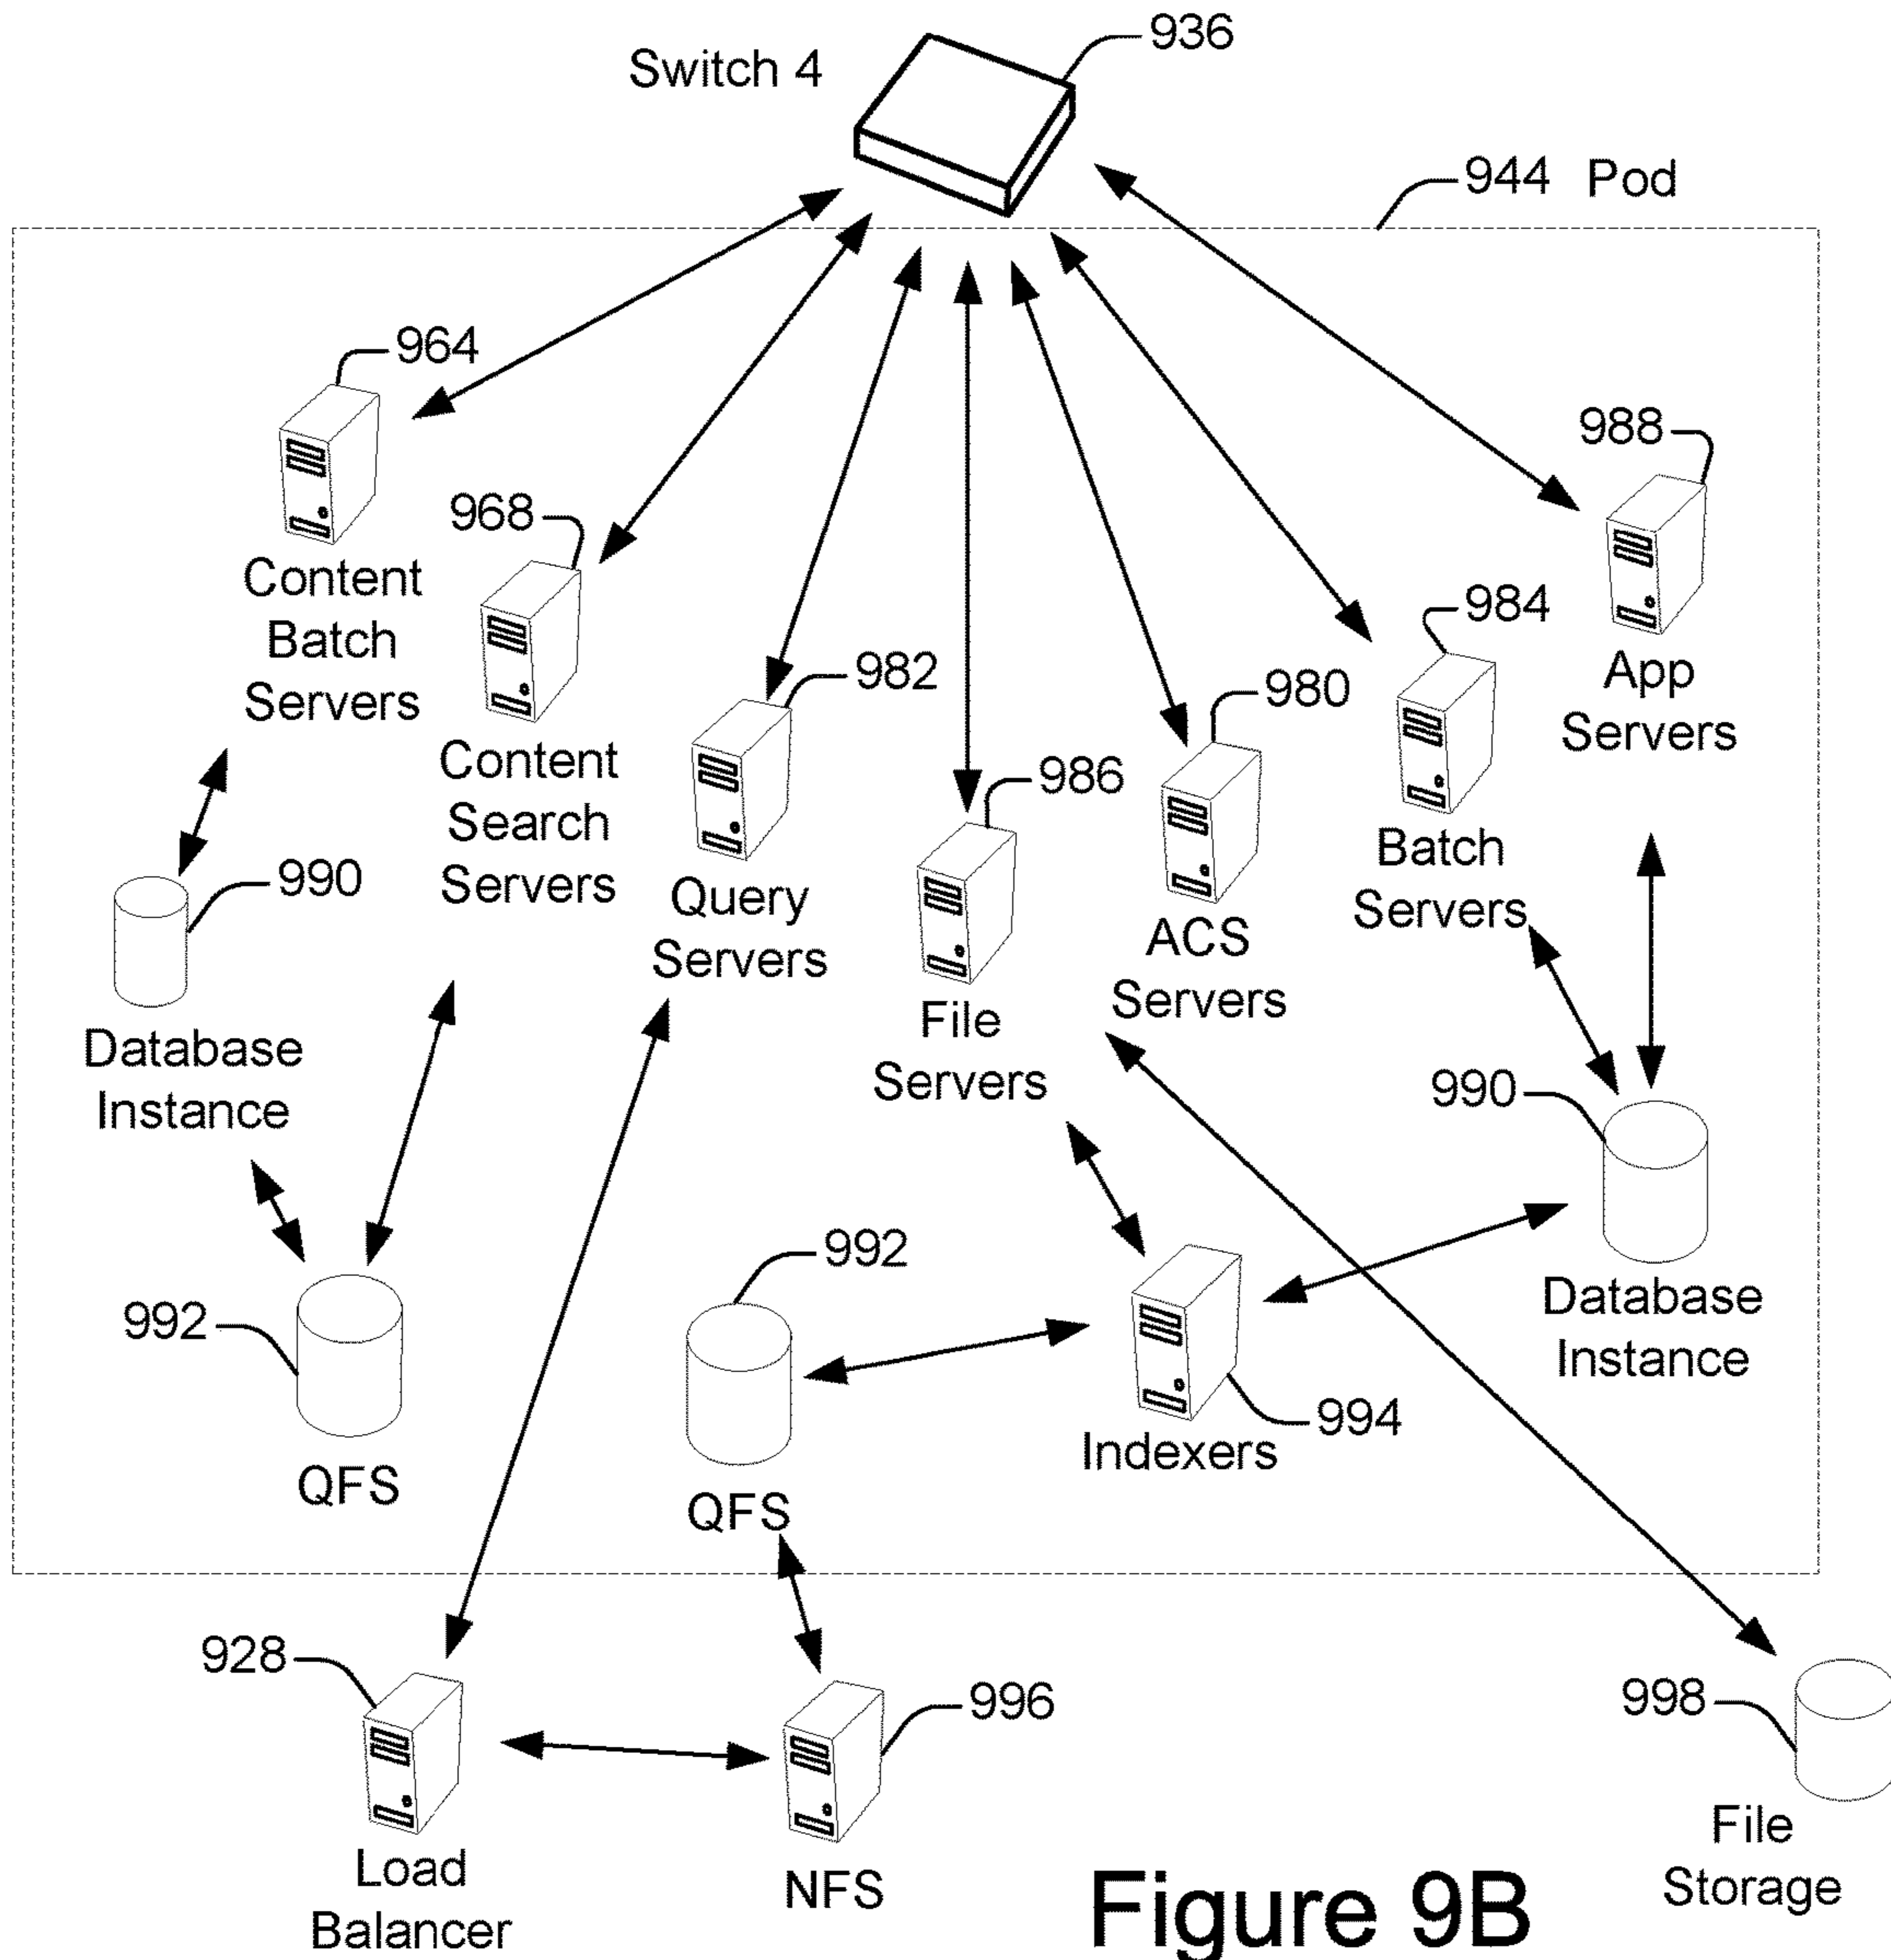 936
Switch 4
944 Pod
964
Content
Batch
Servers
968
Content
Search
Servers
982
Query
Servers
986
File
Servers
980
ACS
Servers
984
Batch
Servers
988
App
Servers
990
Database
Instance
990
Database
Instance
992
QFS
992
QFS
994
Indexers
928
Load
Balancer
996
NFS
998
File
Storage
Figure 9B